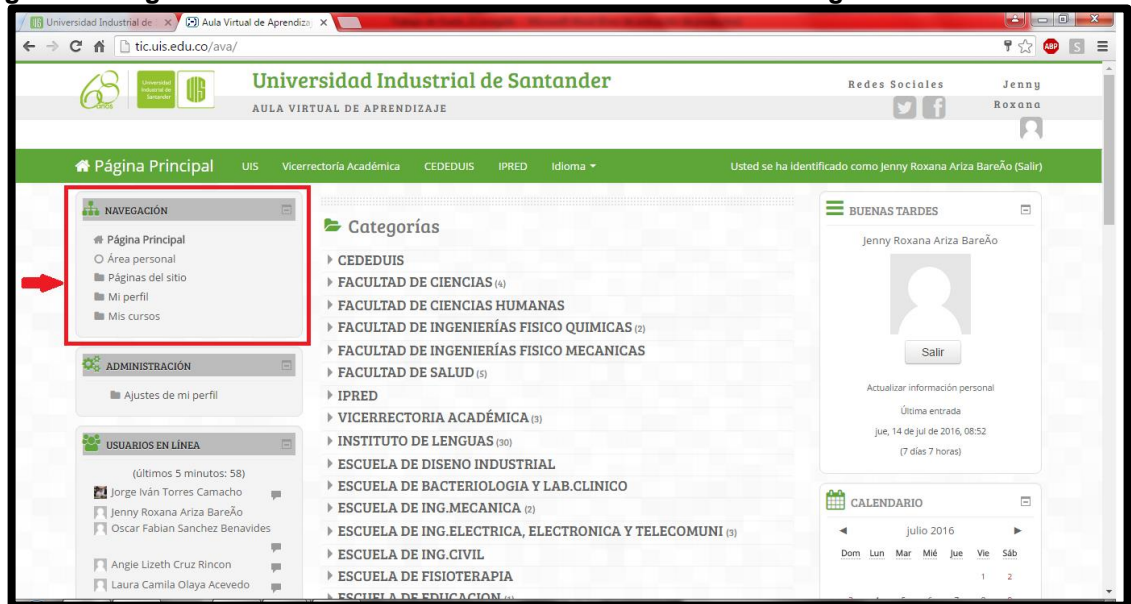 Universidad Industrial de
Aula Virtual de Aprendiza
tic.uis.edu.co/ava/
ABP
S
Universidad Industrial de Santander
UIS
Universidad Industrial de Santander
AULA VIRTUAL DE APRENDIZAJE
Redes Sociales
Jenny
Roxana
Página Principal UIS Vicerrectoría Académica CEDEDUIS IPRED Idioma
Usted se ha identificado como Jenny Roxana Ariza BareÃo (Salir)
NAVEGACIÓN
Página Principal
Área personal
Páginas del sitio
Mi perfil
Mis cursos
ADMINISTRACIÓN
Ajustes de mi perfil
USUARIOS EN LÍNEA
(últimos 5 minutos: 58)
Jorge Iván Torres Camacho
Jenny Roxana Ariza BareÃo
Oscar Fabian Sanchez Benavides
Angie Lizeth Cruz Rincon
Laura Camila Olaya Acevedo
Categorías
CEDEDUIS
FACULTAD DE CIENCIAS (4)
FACULTAD DE CIENCIAS HUMANAS
FACULTAD DE INGENIERÍAS FISICO QUIMICAS (2)
FACULTAD DE INGENIERÍAS FISICO MECANICAS
FACULTAD DE SALUD (5)
IPRED
VICERRECTORIA ACADÉMICA (3)
INSTITUTO DE LENGUAS (30)
ESCUELA DE DISENO INDUSTRIAL
ESCUELA DE BACTERIOLOGIA Y LAB.CLINICO
ESCUELA DE ING.MECANICA (2)
ESCUELA DE ING.ELECTRICA, ELECTRONICA Y TELECOMUNI (3)
ESCUELA DE ING.CIVIL
ESCUELA DE FISIOTERAPIA
ESCUELA DE EDUCACION
BUENAS TARDES
Jenny Roxana Ariza BareÃo
Salir
Actualizar información personal
Última entrada
jue, 14 de jul de 2016, 08:52
(7 días 7 horas)
CALENDARIO
julio 2016
Dom Lun Mar Mié Jue Vie Sáb
1 2